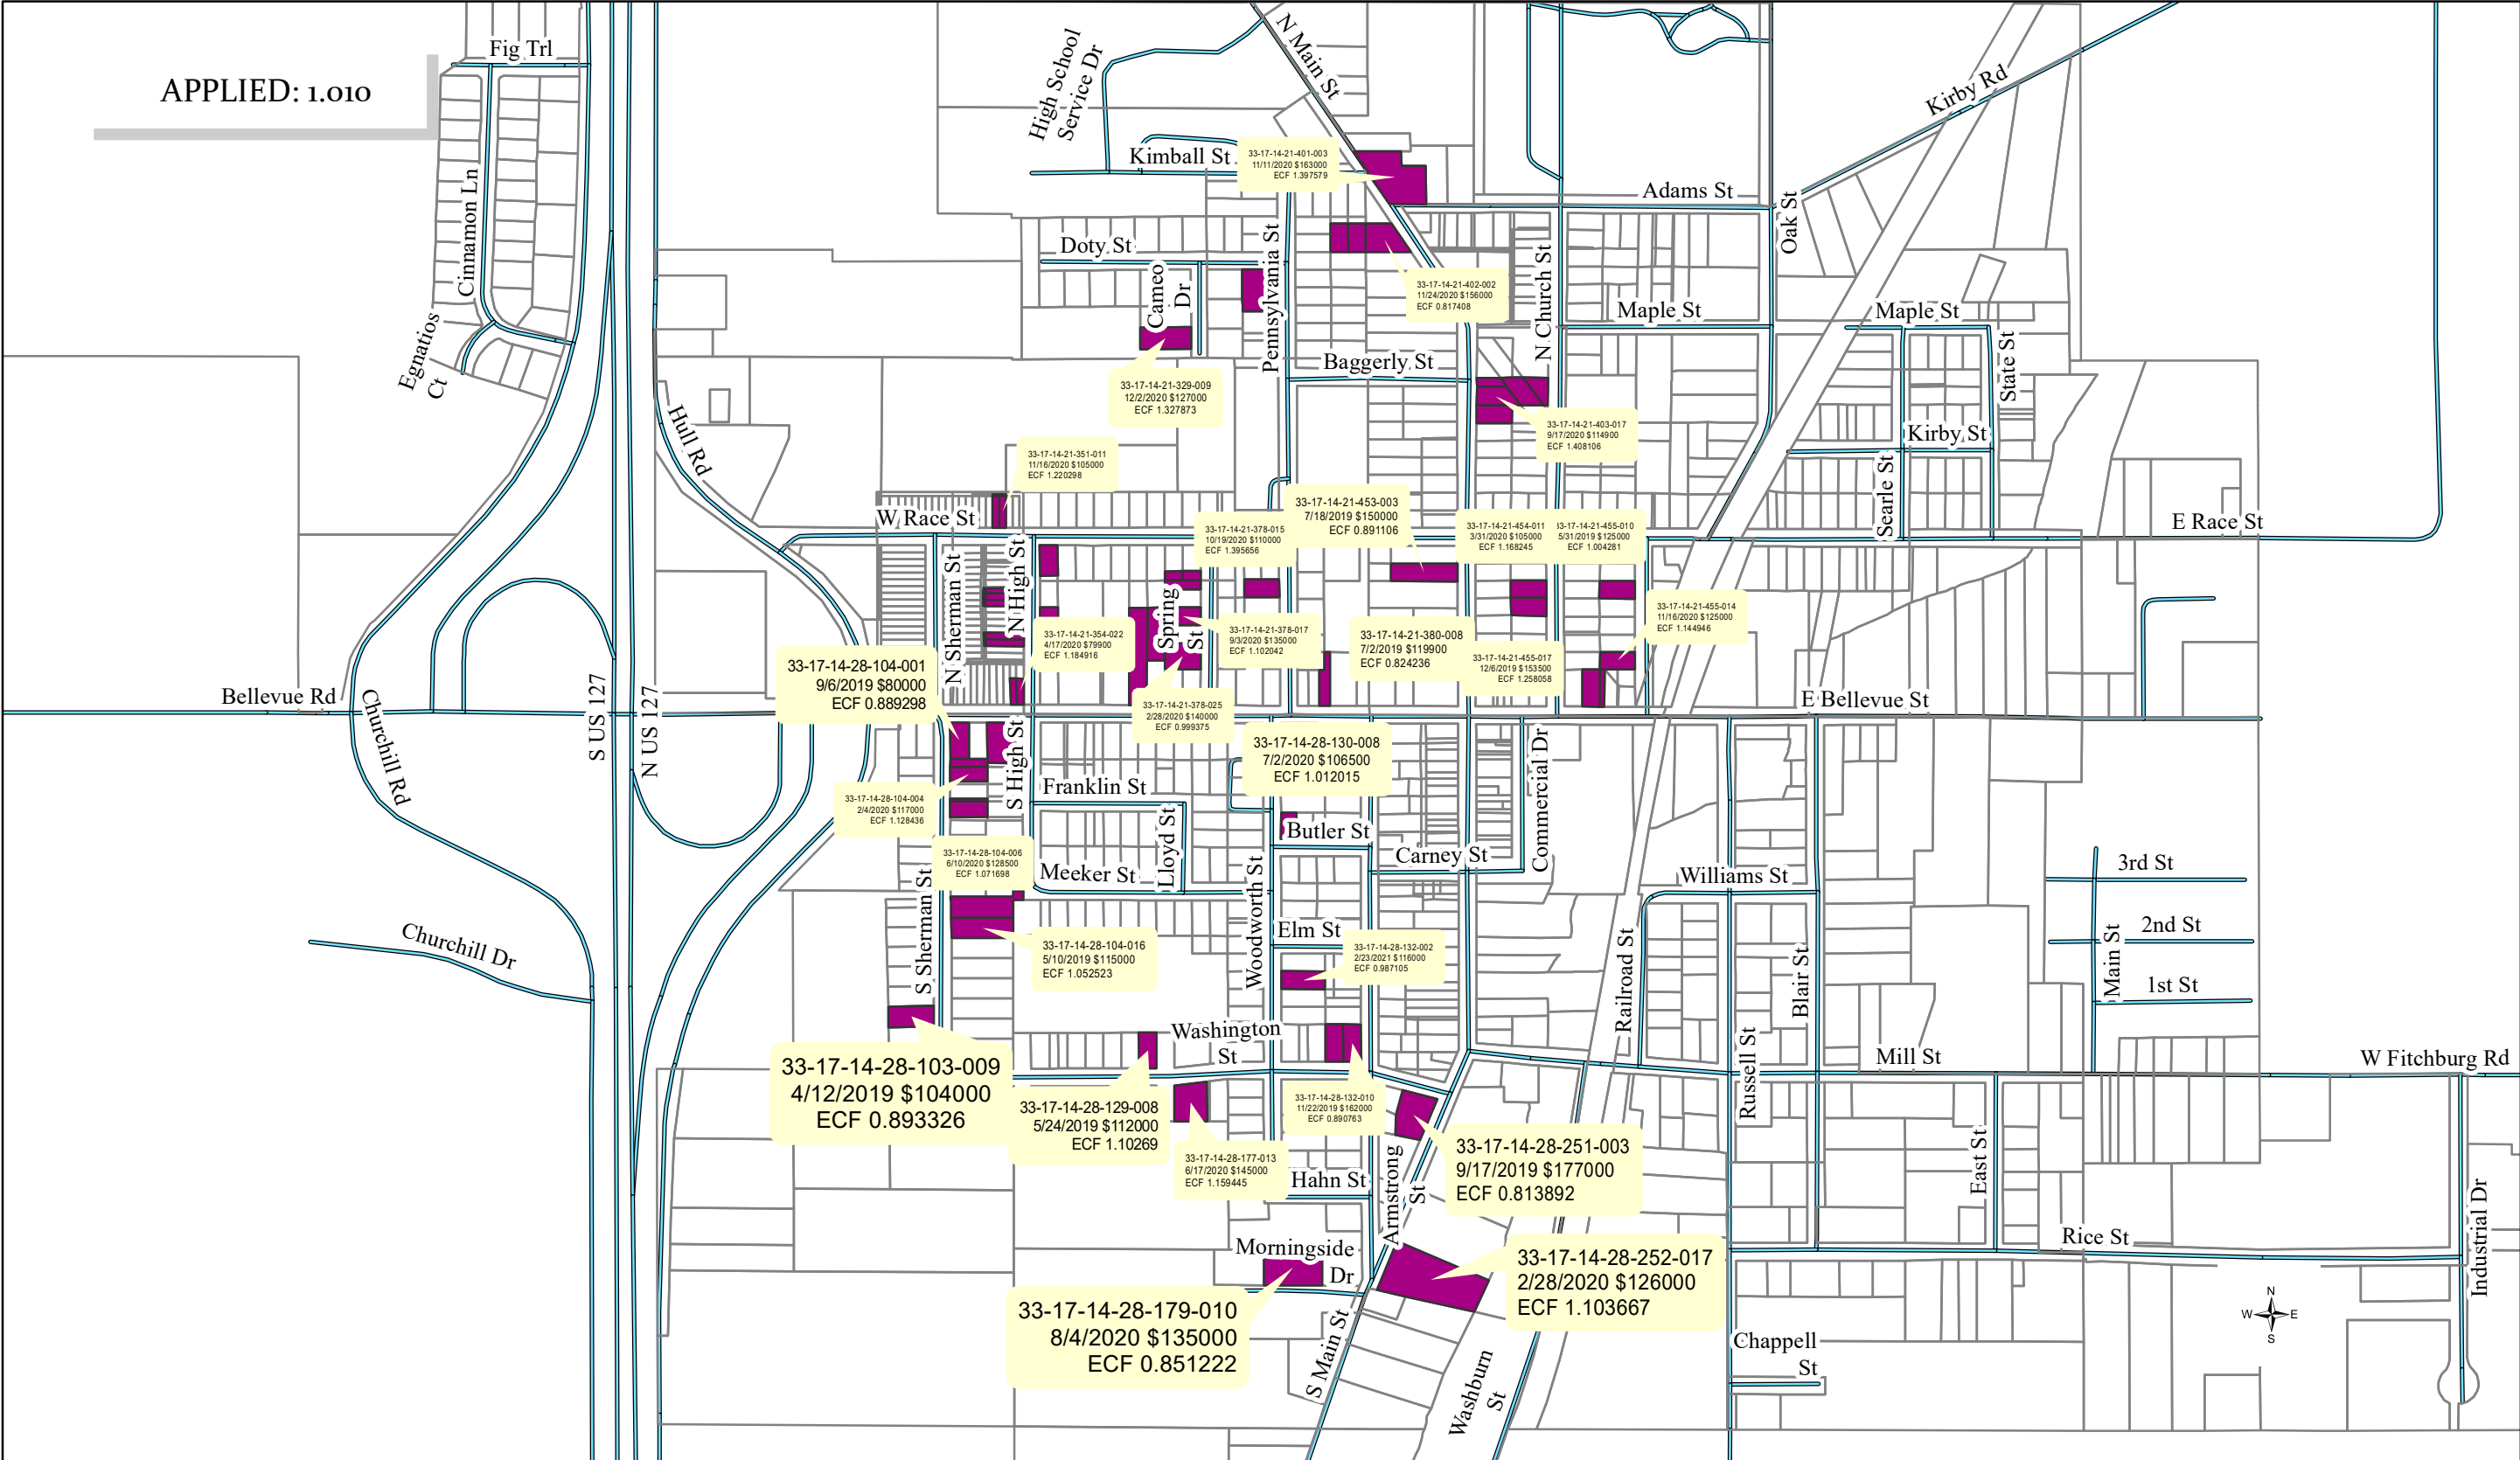 Fig Trl
APPLIED: 1.010
Cinnamon Ln
Egnatios
Ct
High School
Service Dr
N Main St
Kirby Rd
Kimball St
33-17-14-21-401-003
11/11/2020 $163000
ECF 1.397579
Adams St
Oak St
Doty St
Cameo
Dr
Pennsylvania St
N Church St
33-17-14-21-402-002
11/24/2020 $156000
ECF 0.817408
Maple St
Maple St
State St
Baggerly St
33-17-14-21-329-009
12/2/2020 $127000
ECF 1.327873
33-17-14-21-403-017
9/17/2020 $114900
ECF 1.408106
Kirby St
Searle St
Hull Rd
33-17-14-21-351-011
11/16/2020 $105000
ECF 1.220298
W Race St
E Race St
33-17-14-21-453-003
7/18/2019 $150000
ECF 0.891106
33-17-14-21-378-015
10/19/2020 $110000
ECF 1.395656
33-17-14-21-454-011
3/31/2020 $105000
ECF 1.168245
3-17-14-21-455-010
5/31/2019 $125000
ECF 1.004281
N Sherman St
N High St
Spring
St
33-17-14-21-354-022
4/17/2020 $79900
ECF 1.184916
33-17-14-21-378-017
9/3/2020 $135000
ECF 1.102042
33-17-14-21-380-008
7/2/2019 $119900
ECF 0.824236
33-17-14-21-455-014
11/16/2020 $125000
ECF 1.144946
33-17-14-21-455-017
12/6/2019 $153500
ECF 1.258058
33-17-14-28-104-001
9/6/2019 $80000
ECF 0.889298
Bellevue Rd
Churchill Rd
S US 127
N US 127
E Bellevue St
33-17-14-21-378-025
2/28/2020 $140000
ECF 0.999375
33-17-14-28-130-008
7/2/2020 $106500
ECF 1.012015
S High St
Franklin St
Commercial Dr
33-17-14-28-104-004
2/4/2020 $117000
ECF 1.128436
Lloyd St
Butler St
Carney St
33-17-14-28-104-006
6/10/2020 $128500
ECF 1.071698
Meeker St
Woodworth St
Williams St
3rd St
S Sherman St
Churchill Dr
33-17-14-28-104-016
5/10/2019 $115000
ECF 1.052523
Elm St
33-17-14-28-132-002
2/23/2021 $116000
ECF 0.987105
Railroad St
Blair St
2nd St
Main St
1st St
Washington
St
Mill St
W Fitchburg Rd
Russell St
33-17-14-28-103-009
4/12/2019 $104000
ECF 0.893326
33-17-14-28-129-008
5/24/2019 $112000
ECF 1.10269
33-17-14-28-132-010
11/22/2019 $162000
ECF 0.890763
33-17-14-28-177-013
6/17/2020 $145000
ECF 1.159445
33-17-14-28-251-003
9/17/2019 $177000
ECF 0.813892
Hahn St
Armstrong
St
East St
Industrial Dr
Rice St
Morningside
Dr
33-17-14-28-252-017
2/28/2020 $126000
ECF 1.103667
33-17-14-28-179-010
8/4/2020 $135000
ECF 0.851222
S Main St
Washburn
St
Chappell
St
N
W E
S